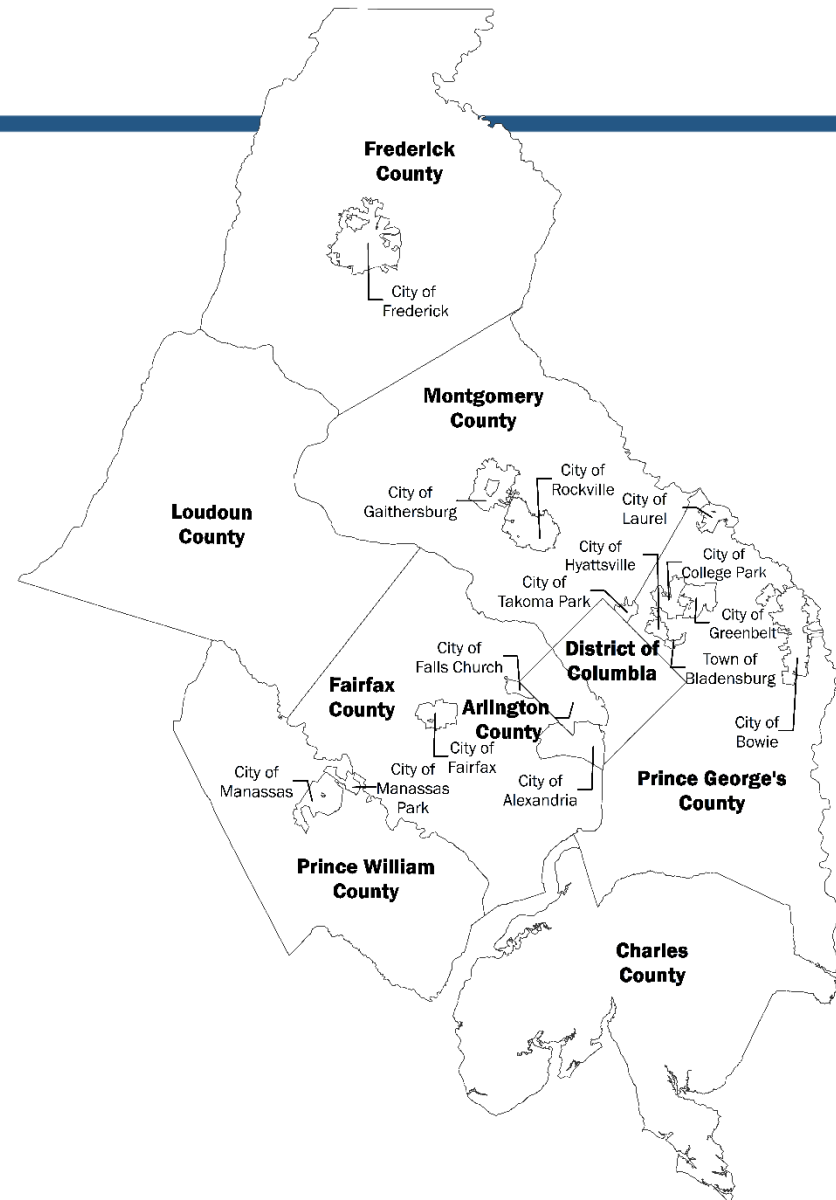 Frederick
County
City of
Frederick
Montgomery
County
City of
Rockville
City of
Gaithersburg
City of
Laurel
Loudoun
County
City of
Hyattsville
City of
College Park
City of
Takoma Park
City of
Greenbelt
City of
Falls Church
District of
Columbia
Town of
Bladensburg
Fairfax
County
Arlington
County
City of
Bowie
City of
Fairfax
City of
Manassas
City of
Manassas
Park
City of
Alexandria
Prince George's
County
Prince William
County
Charles
County